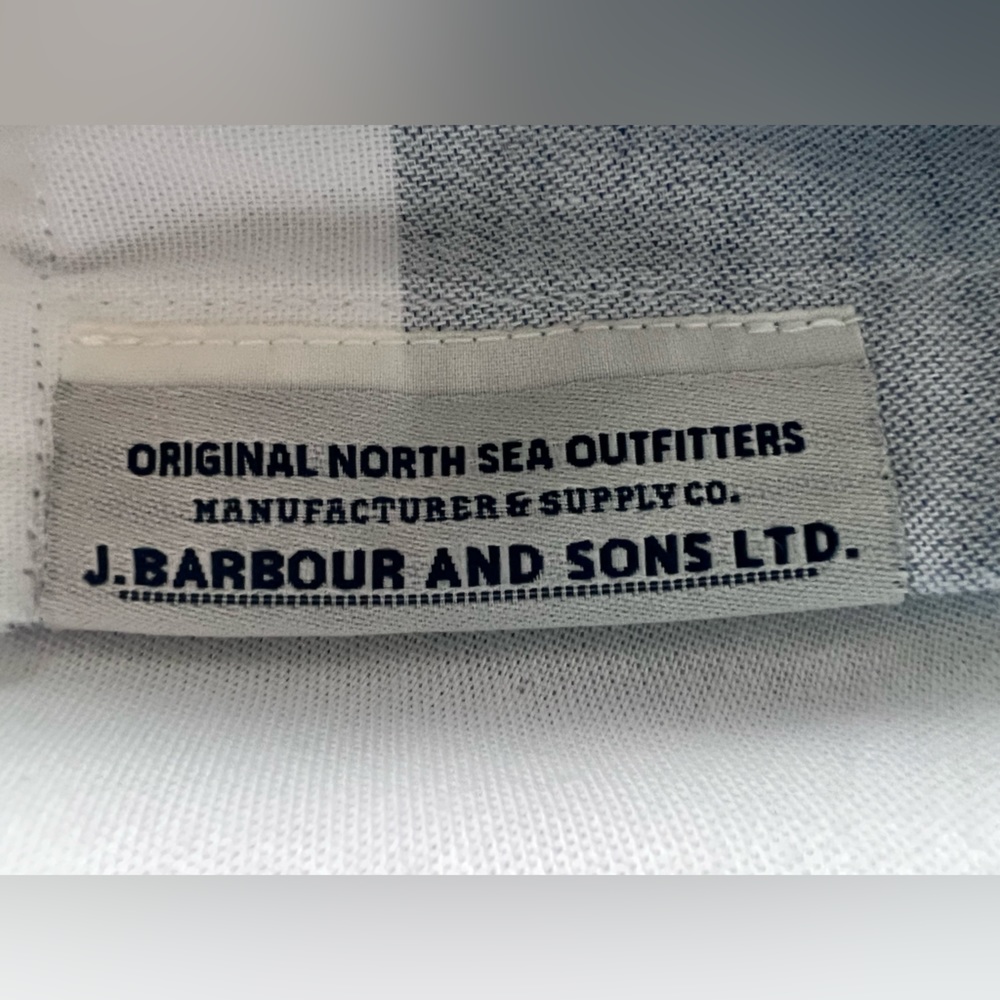 ORIGINAL NORTH SEA OUTFITTERS
MANUFACTURER & SUPPLY CO.
J.BARBOUR AND SONS LTD.